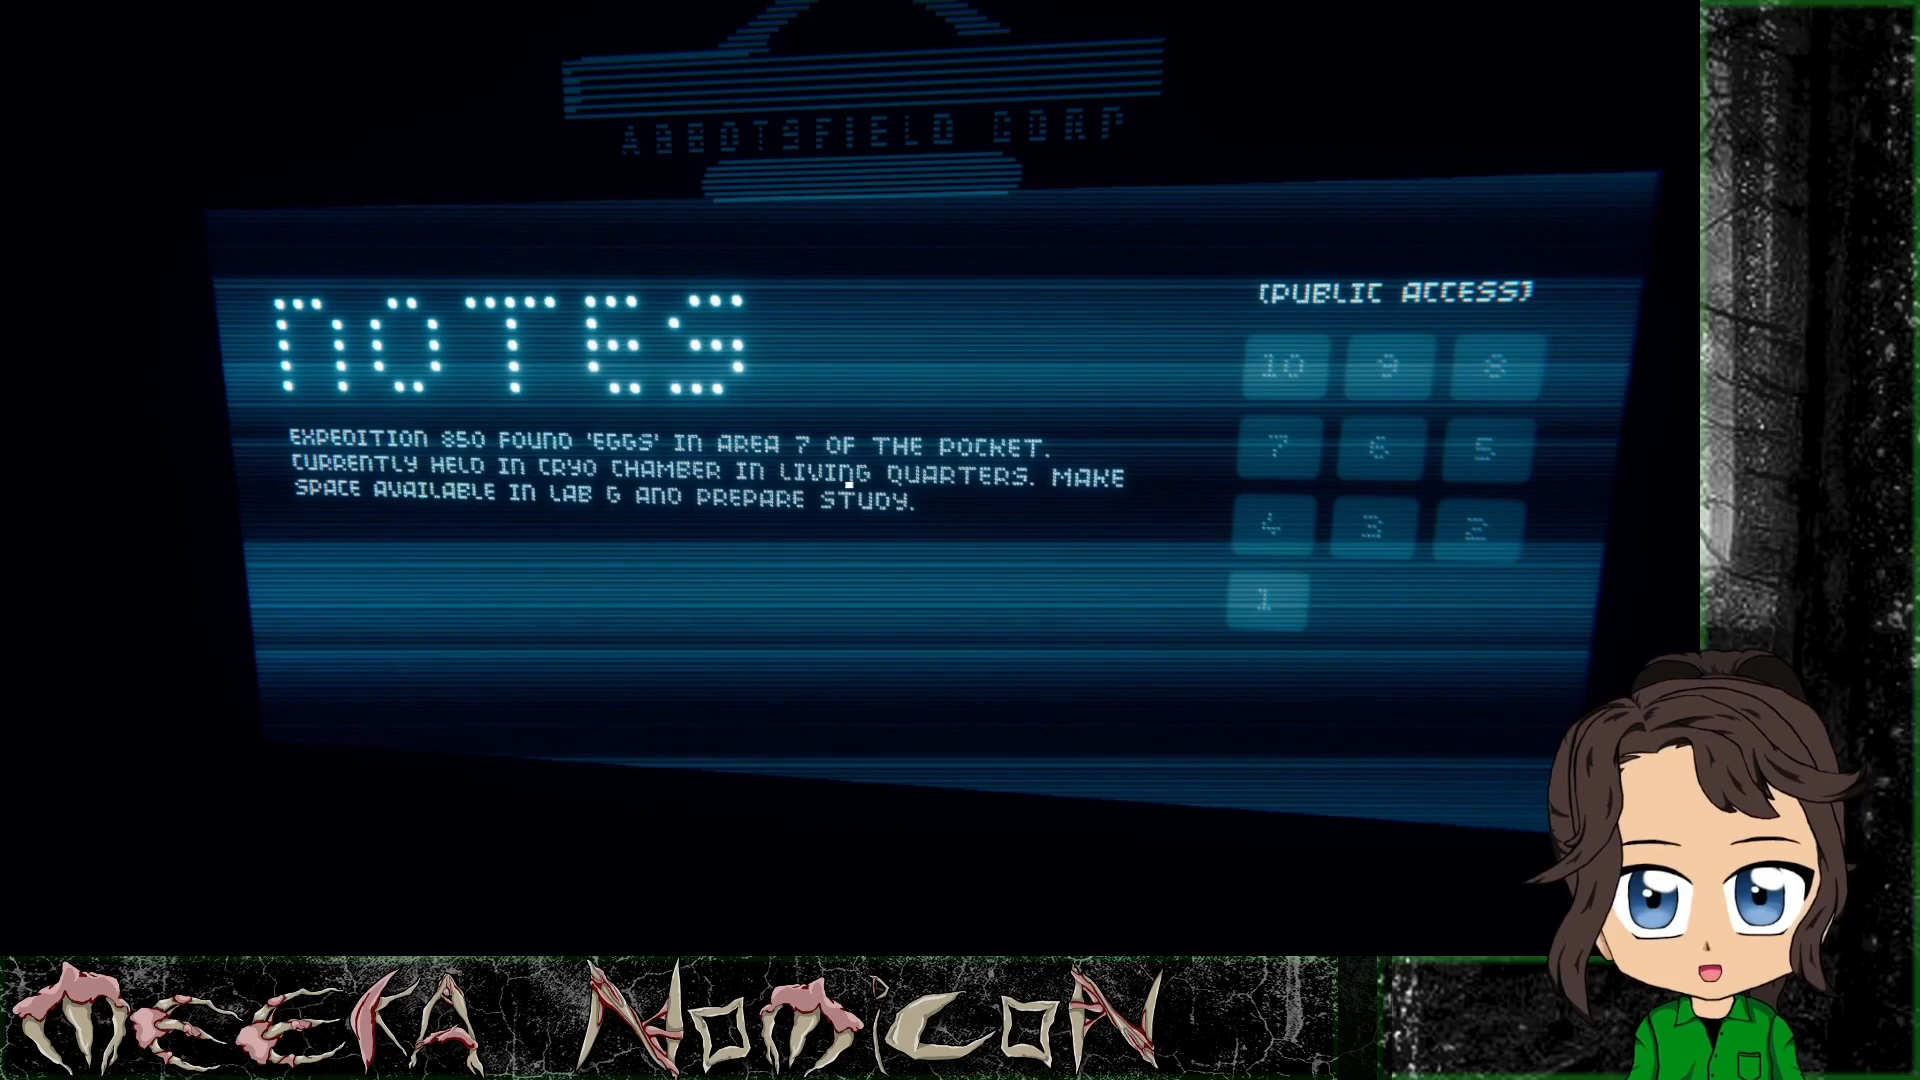 ABBOTSFIELD CORP
NOTES
(PUBLIC ACCESS)
EXPEDITION 850 FOUND 'EGGS' IN AREA 7 OF THE POCKET.
CURRENTLY HELD IN CRYO CHAMBER IN LIVING QUARTERS. MAKE
SPACE AVAILABLE IN LAB G AND PREPARE STUDY.
10 9 8
7 6 5
4 3 2
1
MEEKA NOMICON